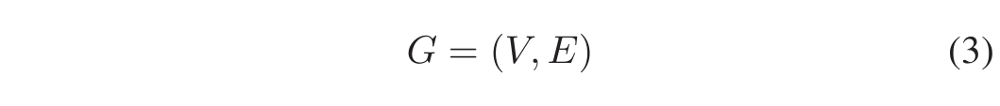 G = (V, E) (3)